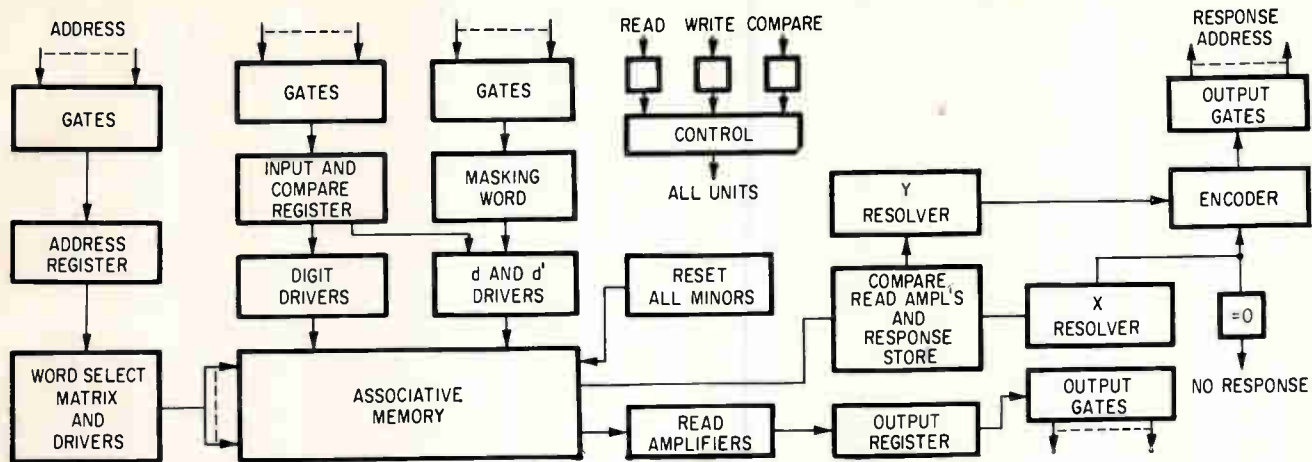 ADDRESS
GATES
ADDRESS
REGISTER
WORD SELECT
MATRIX
AND
DRIVERS
GATES
INPUT AND
COMPARE
REGISTER
DIGIT
DRIVERS
GATES
MASKING
WORD
d AND d'
DRIVERS
READ WRITE COMPARE
CONTROL
ALL UNITS
RESET
ALL MINORS
ASSOCIATIVE
MEMORY
READ
AMPLIFIERS
OUTPUT
REGISTER
OUTPUT
GATES
Y
RESOLVER
COMPARE,
READ AMPL'S
AND
RESPONSE
STORE
X
RESOLVER
RESPONSE
ADDRESS
OUTPUT
GATES
ENCODER
=0
NO RESPONSE